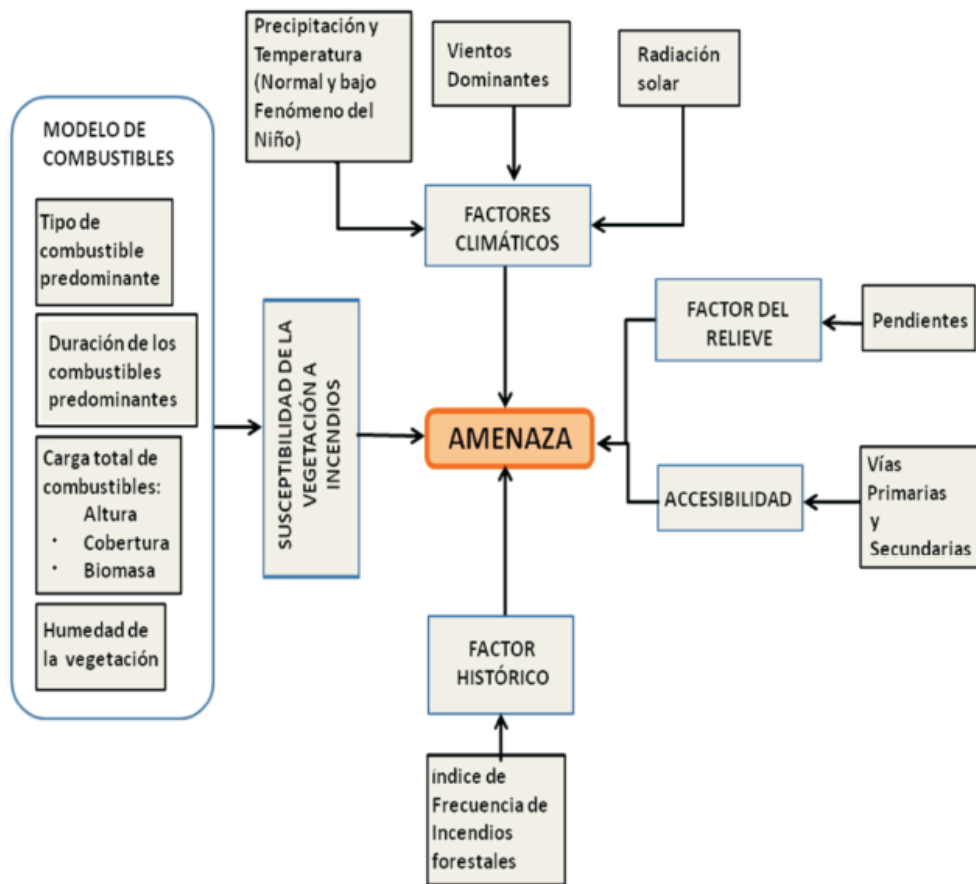 Precipitación y
Temperatura
(Normal y bajo
Fenómeno del
Niño)
Vientos
Dominantes
Radiación
solar
MODELO DE
COMBUSTIBLES
Tipo de
combustible
predominante
Duración de los
combustibles
predominantes
Carga total de
combustibles:
Altura
· Cobertura
· Biomasa
Humedad de
la vegetación
SUSCEPTIBILIDAD DE LA
VEGETACIÓN A
INCENDIOS
FACTORES
CLIMÁTICOS
AMENAZA
FACTOR DEL
RELIEVE
Pendientes
ACCESIBILIDAD
Vías
Primarias
y
Secundarias
FACTOR
HISTÓRICO
índice de
Frecuencia de
Incendios
forestales